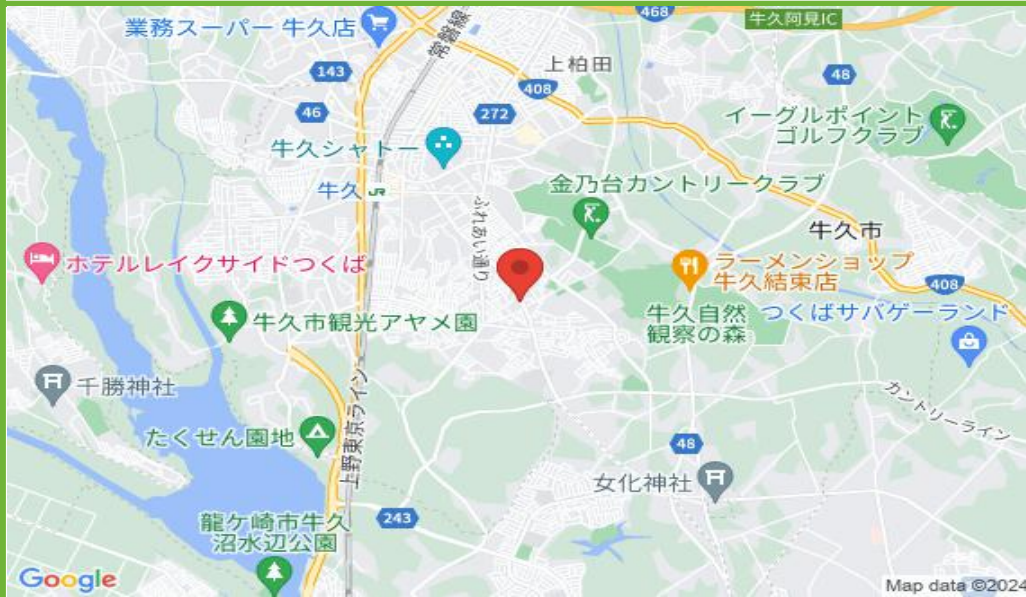 業務スーパー 牛久店
468
牛久阿見IC
143
上柏田
48
408
46
272
イーグルポイント
ゴルフクラブ
牛久シャトー
牛久 JR
金乃台カントリークラブ
ふれあい通り
牛久市
ホテルレイクサイドつくば
ラーメンショップ
牛久結束店
408
牛久市観光アヤメ園
牛久自然
観察の森
つくばサバゲーランド
千勝神社
上野東京ライン
カントリーライン
たくせん園地
48
女化神社
243
龍ケ崎市牛久
沼水辺公園
Google
Map data ©2024